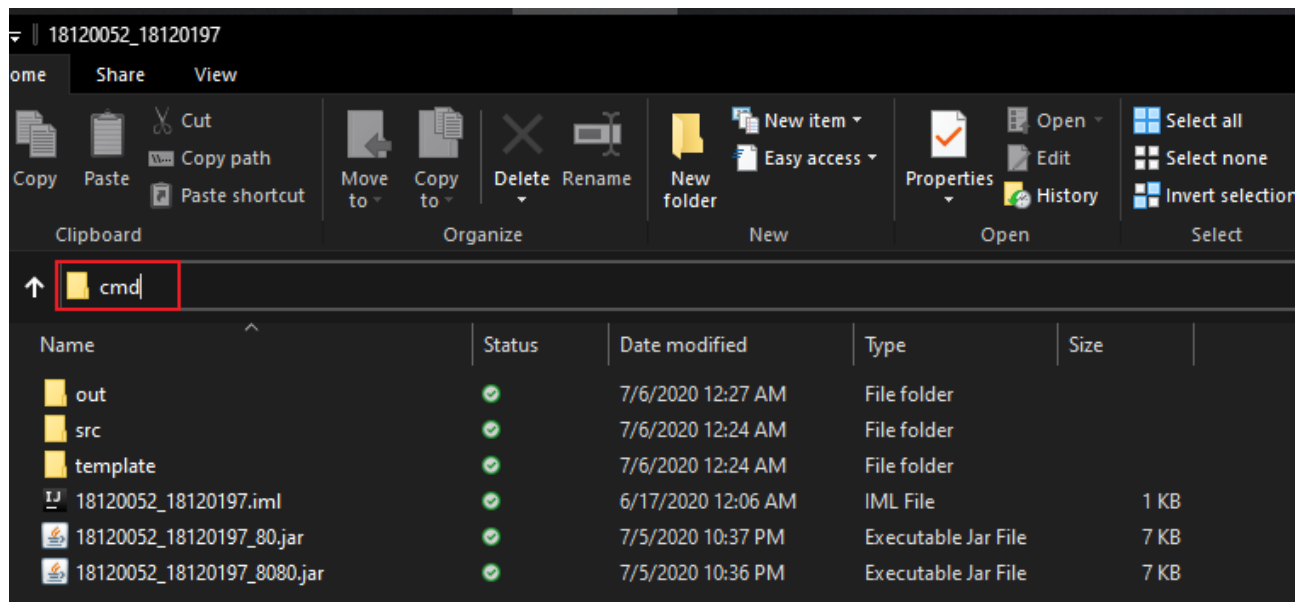 18120052_18120197
ome Share View
Copy
Paste
Cut
Copy path
Paste shortcut
Move to
Copy to
Delete
Rename
New folder
New item
Easy access
Properties
Open
Edit
History
Select all
Select none
Invert selection
Clipboard Organize New Open Select
cmd
Name Status Date modified Type Size
out 7/6/2020 12:27 AM File folder
src 7/6/2020 12:24 AM File folder
template 7/6/2020 12:24 AM File folder
18120052_18120197.iml 6/17/2020 12:06 AM IML File 1 KB
18120052_18120197_80.jar 7/5/2020 10:37 PM Executable Jar File 7 KB
18120052_18120197_8080.jar 7/5/2020 10:36 PM Executable Jar File 7 KB